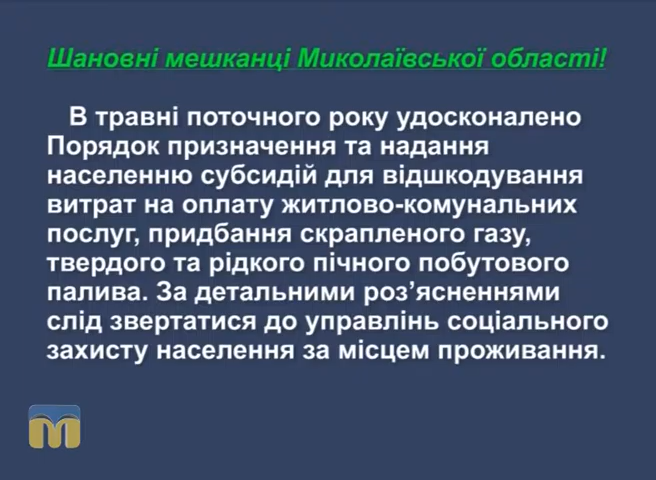 Шановні мешканці Миколаївської області!
В травні поточного року удосконалено
Порядок призначення та надання
населенню субсидій для відшкодування
витрат на оплату житлово-комунальних
послуг, придбання скрапленого газу,
твердого та рідкого пічного побутового
палива. За детальними роз’ясненнями
слід звертатися до управлінь соціального
захисту населення за місцем проживання.
М